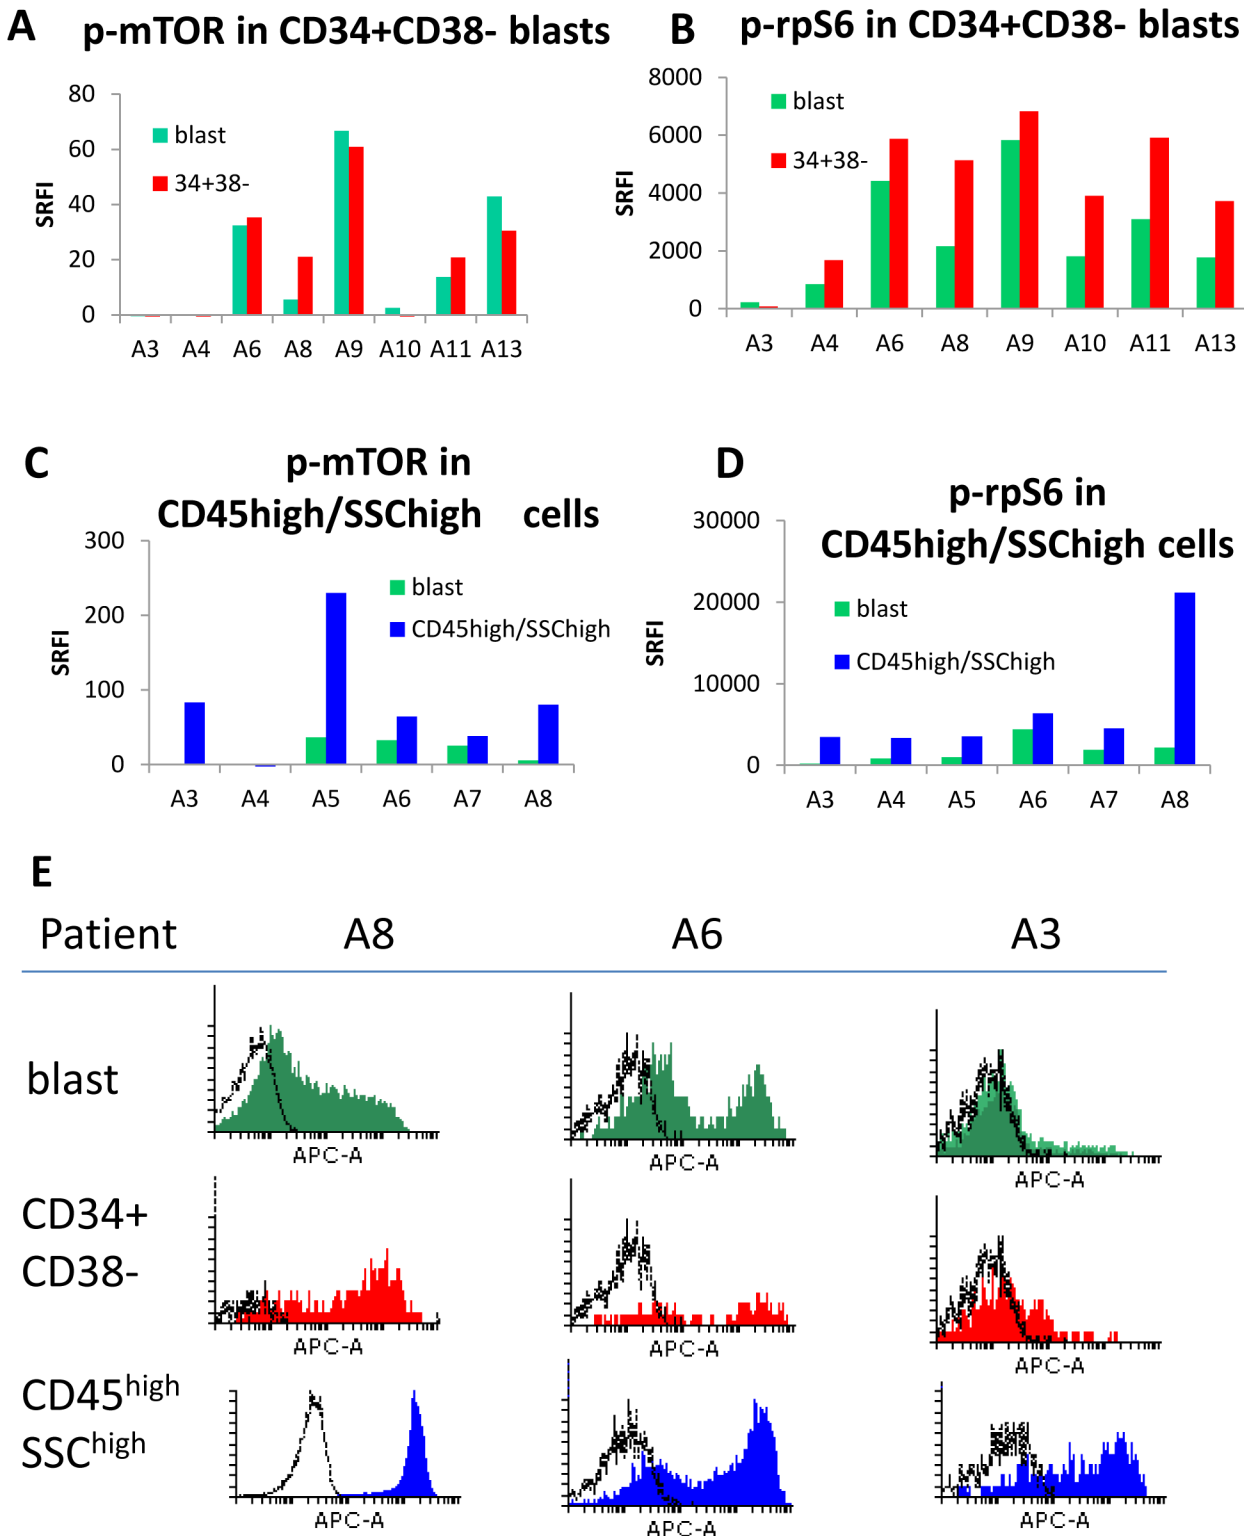 A p-mTOR in CD34+CD38- blasts
80
60
40
20
0
SRFI
blast
34+38-
A3 A4 A6 A8 A9 A10 A11 A13
B p-rpS6 in CD34+CD38- blasts
8000
6000
4000
2000
0
SRFI
blast
34+38-
A3 A4 A6 A8 A9 A10 A11 A13
C p-mTOR in
CD45high/SSChigh cells
300
200
100
0
SRFI
blast
CD45high/SSChigh
A3 A4 A5 A6 A7 A8
D p-rpS6 in
CD45high/SSChigh cells
30000
20000
10000
0
SRFI
blast
CD45high/SSChigh
A3 A4 A5 A6 A7 A8
E
Patient A8 A6 A3
blast
APC-A APC-A APC-A
CD34+
CD38-
APC-A APC-A APC-A
CD45high
SSChigh
APC-A APC-A APC-A